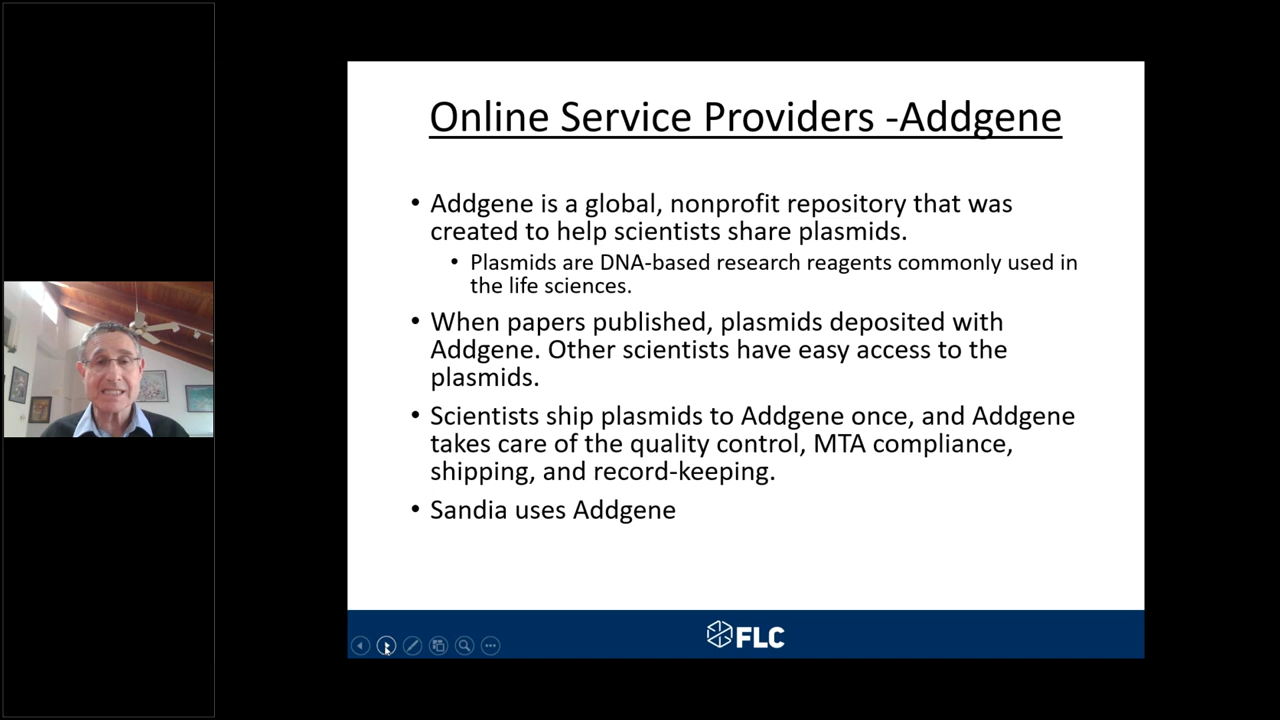 Online Service Providers -Addgene
• Addgene is a global, nonprofit repository that was
created to help scientists share plasmids.
• Plasmids are DNA-based research reagents commonly used in
the life sciences.
• When papers published, plasmids deposited with
Addgene. Other scientists have easy access to the
plasmids.
• Scientists ship plasmids to Addgene once, and Addgene
takes care of the quality control, MTA compliance,
shipping, and record-keeping.
• Sandia uses Addgene
FLC